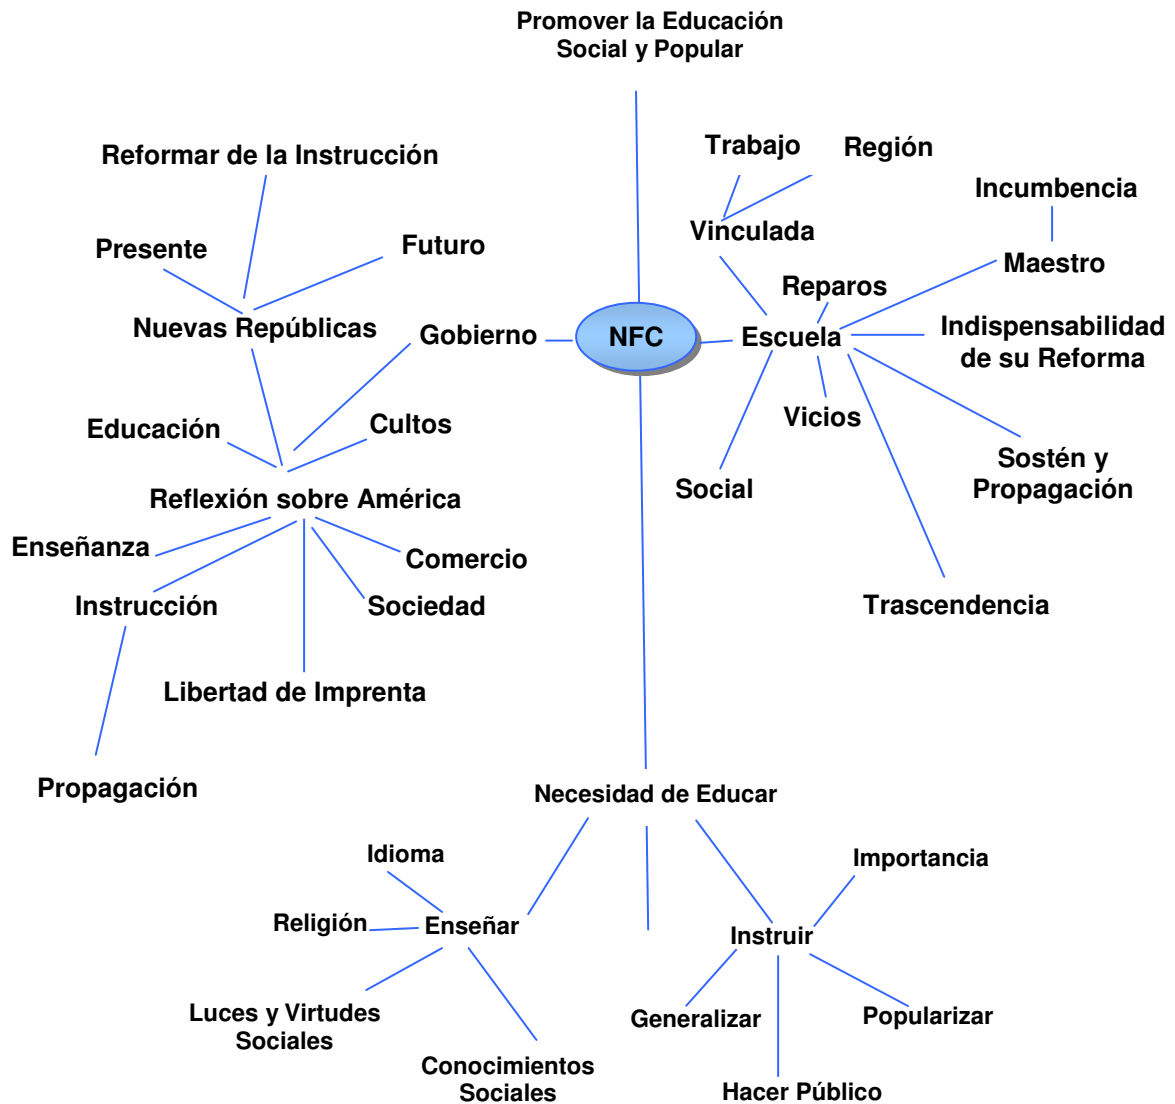 Promover la Educación
Social y Popular
Trabajo
Región
Reformar de la Instrucción
Incumbencia
Presente
Futuro
Vinculada
Maestro
Reparos
Nuevas Repúblicas
Gobierno
NFC
Escuela
Indispensabilidad
de su Reforma
Educación
Cultos
Vicios
Social
Sostén y
Propagación
Reflexión sobre América
Enseñanza
Comercio
Instrucción
Sociedad
Trascendencia
Libertad de Imprenta
Propagación
Necesidad de Educar
Idioma
Importancia
Religión
Enseñar
Instruir
Luces y Virtudes
Sociales
Generalizar
Popularizar
Conocimientos
Sociales
Hacer Público